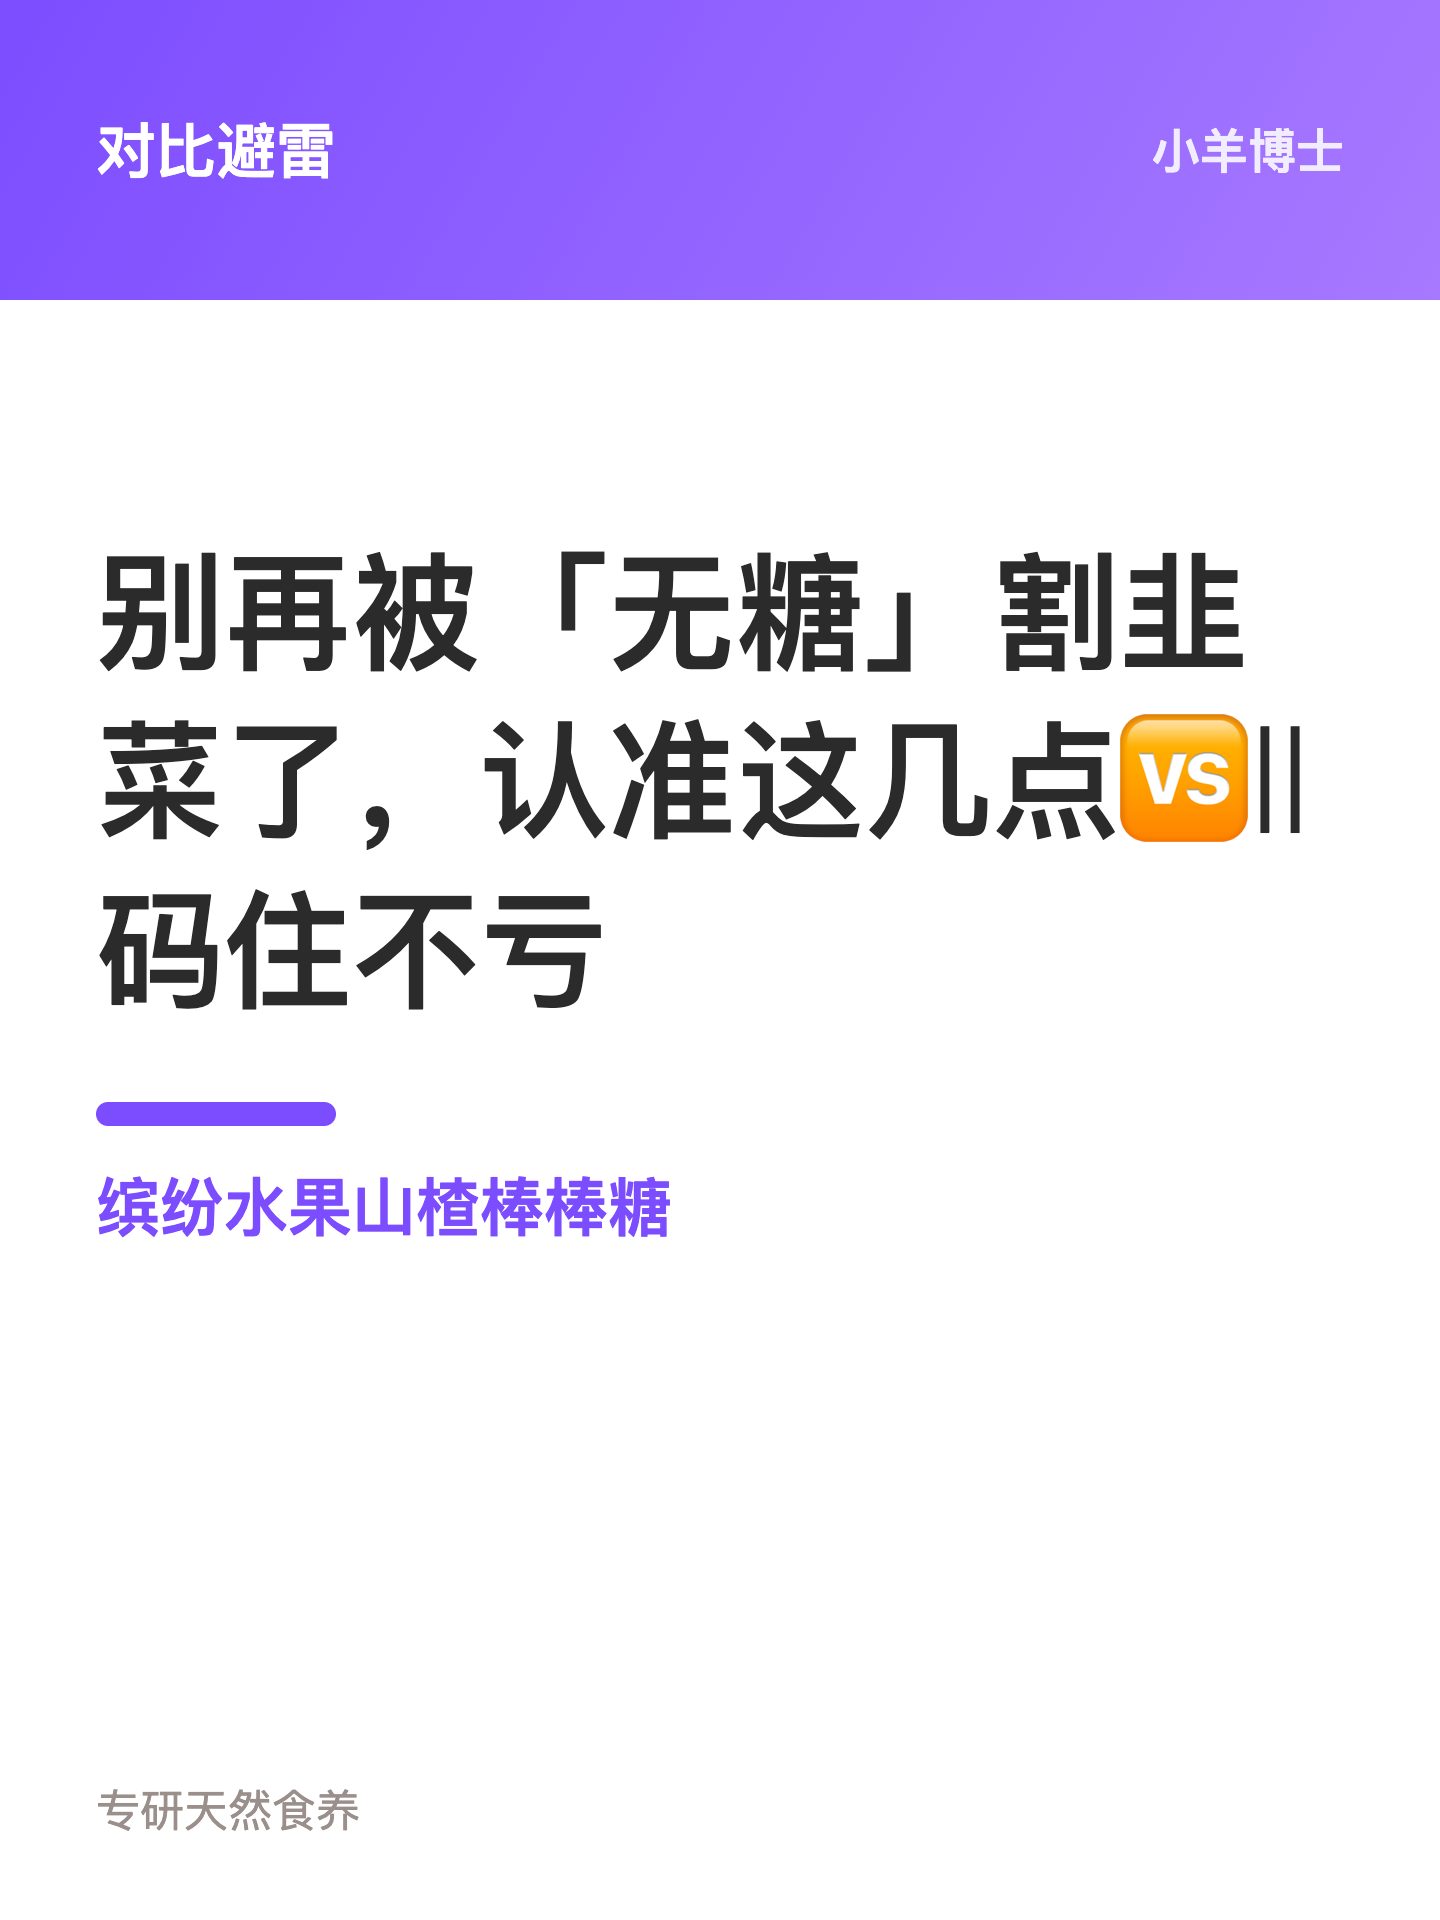 对比避雷
小羊博士
别再被「无糖」割韭
菜了，认准这几点🆚||
码住不亏
缤纷水果山楂棒棒糖
专研天然食养